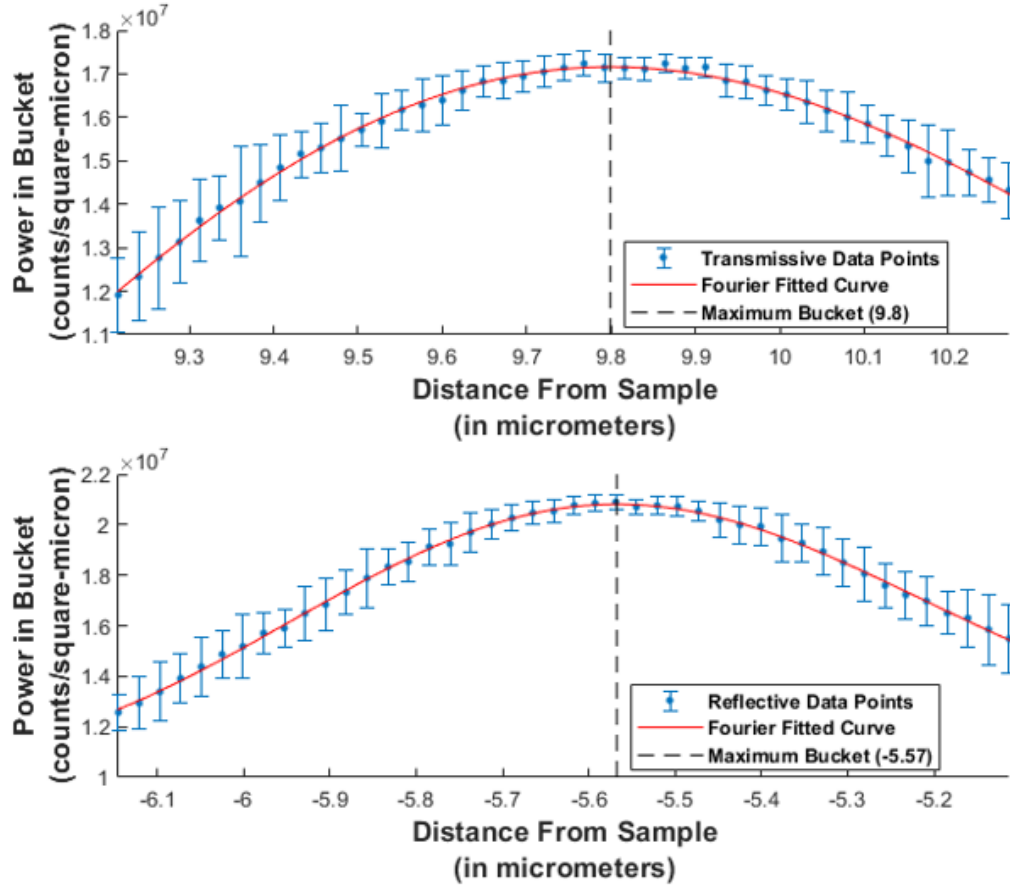 ×10⁷
Power in Bucket
(counts/square-micron)
1.8
1.7
1.6
1.5
1.4
1.3
1.2
1.1
Transmissive Data Points
Fourier Fitted Curve
Maximum Bucket (9.8)
9.3 9.4 9.5 9.6 9.7 9.8 9.9 10 10.1 10.2
Distance From Sample
(in micrometers)
×10⁷
Power in Bucket
(counts/square-micron)
2.2
2
1.8
1.6
1.4
1.2
1
Reflective Data Points
Fourier Fitted Curve
Maximum Bucket (-5.57)
-6.1 -6 -5.9 -5.8 -5.7 -5.6 -5.5 -5.4 -5.3 -5.2
Distance From Sample
(in micrometers)